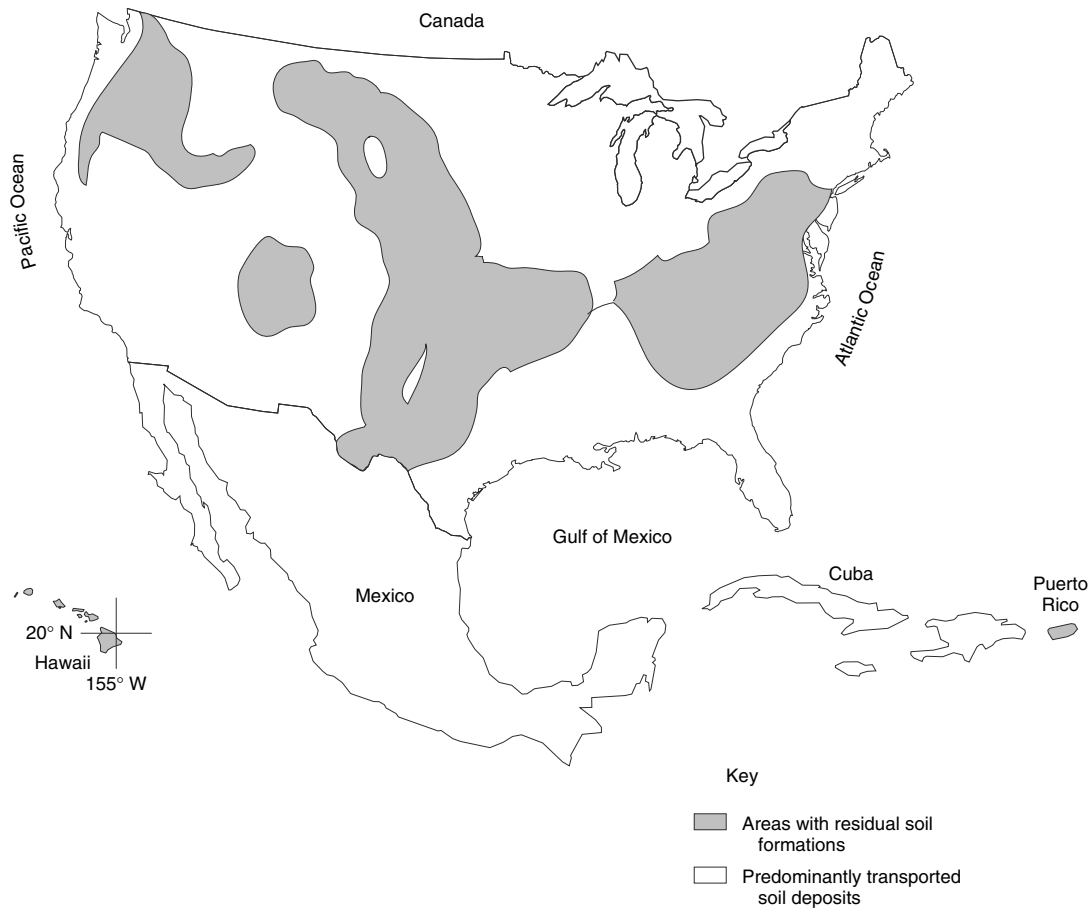 Canada
Pacific Ocean
Atlantic Ocean
Gulf of Mexico
Cuba
Puerto
Rico
Mexico
20° N
Hawaii
155° W
Key
Areas with residual soil
formations
Predominantly transported
soil deposits